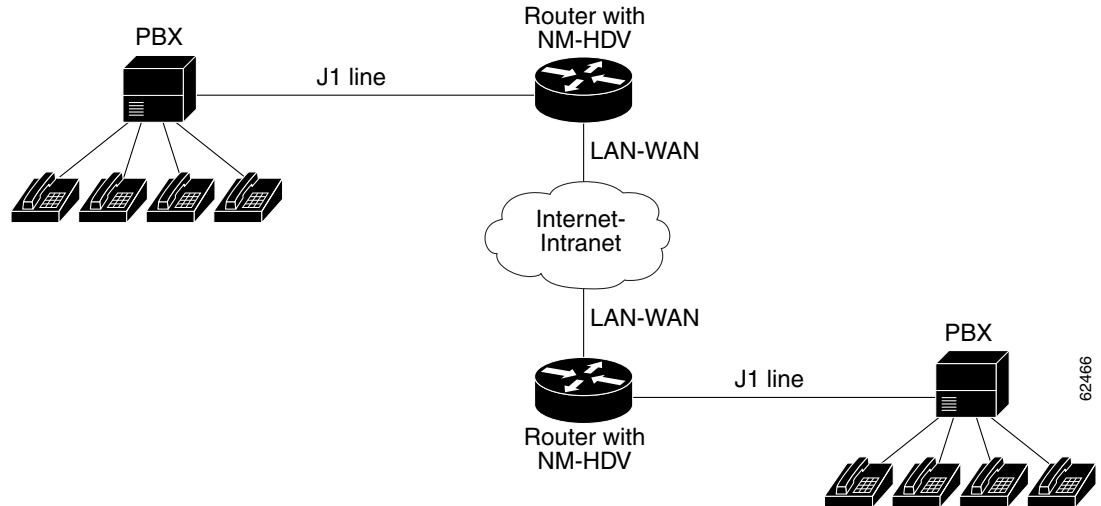 Router with
NM-HDV
PBX
J1 line
LAN-WAN
Internet-
Intranet
LAN-WAN
PBX
J1 line
62466
Router with
NM-HDV